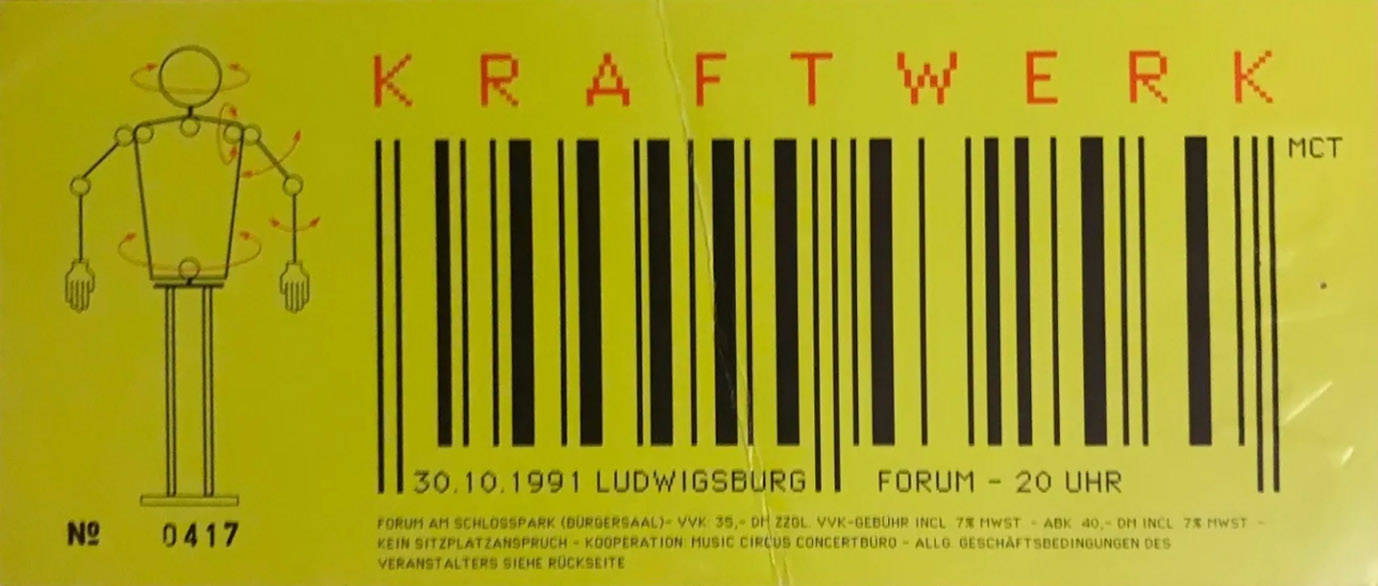 KRAFTWERK
MCT
30.10.1991 LUDWIGSBURG FORUM - 20 UHR
Nº 0417
FORUM AM SCHLOSSPARK (BÜRGERSAAL)- VVK 35,- DM ZZGL. VVK-GEBÜHR INCL 7% MWST - ABK 40,- DM INCL 7% MWST -
KEIN SITZPLATZANSPRUCH - KOOPERATION: MUSIC CIRCUS CONCERTBÜRO - ALLG. GESCHÄFTSBEDINGUNGEN DES
VERANSTALTERS SIEHE RÜCKSEITE